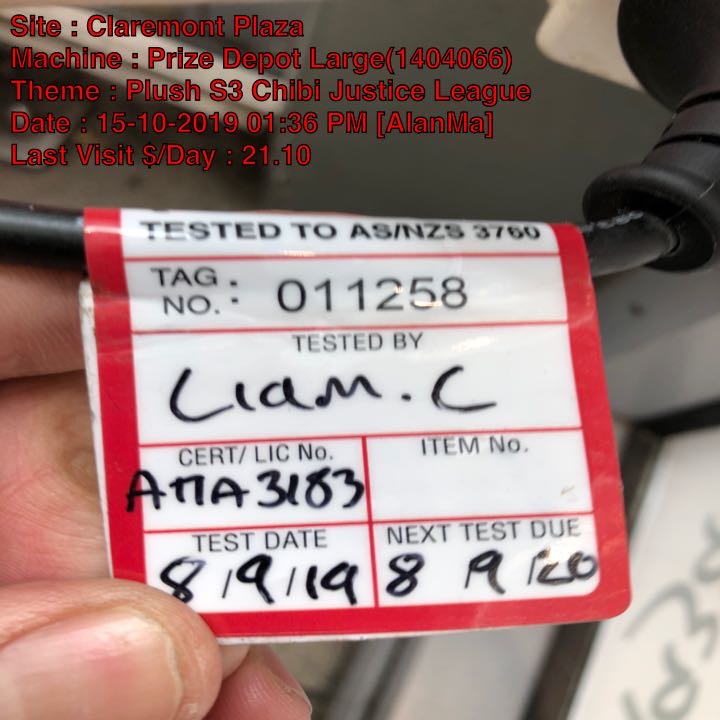 Site : Claremont Plaza
Machine : Prize Depot Large(1404066)
Theme : Plush S3 Chibi Justice League
Date : 15-10-2019 01:36 PM [AlanMa]
Last Visit $/Day : 21.10
TESTED TO AS/NZS 3760
TAG NO. : 011258
TESTED BY
Liam. C
CERT/ LIC No.
ITEM No.
ATTA3183
TEST DATE
NEXT TEST DUE
8/9/19
8 /9/20